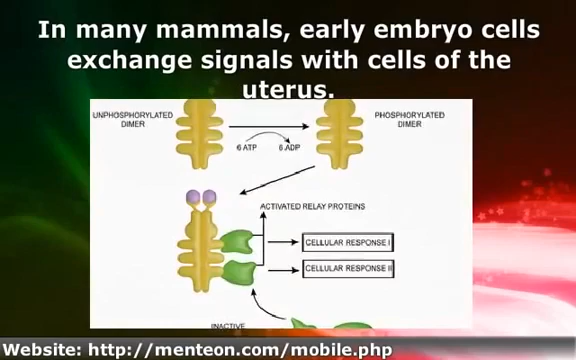 In many mammals, early embryo cells
exchange signals with cells of the
uterus.
UNPHOSPHORYLATED
DIMER
PHOSPHORYLATED
DIMER
6 ATP
6 ADP
ACTIVATED RELAY PROTEINS
CELLULAR RESPONSE I
CELLULAR RESPONSE II
INACTIVE
Website: http://menteon.com/mobile.php